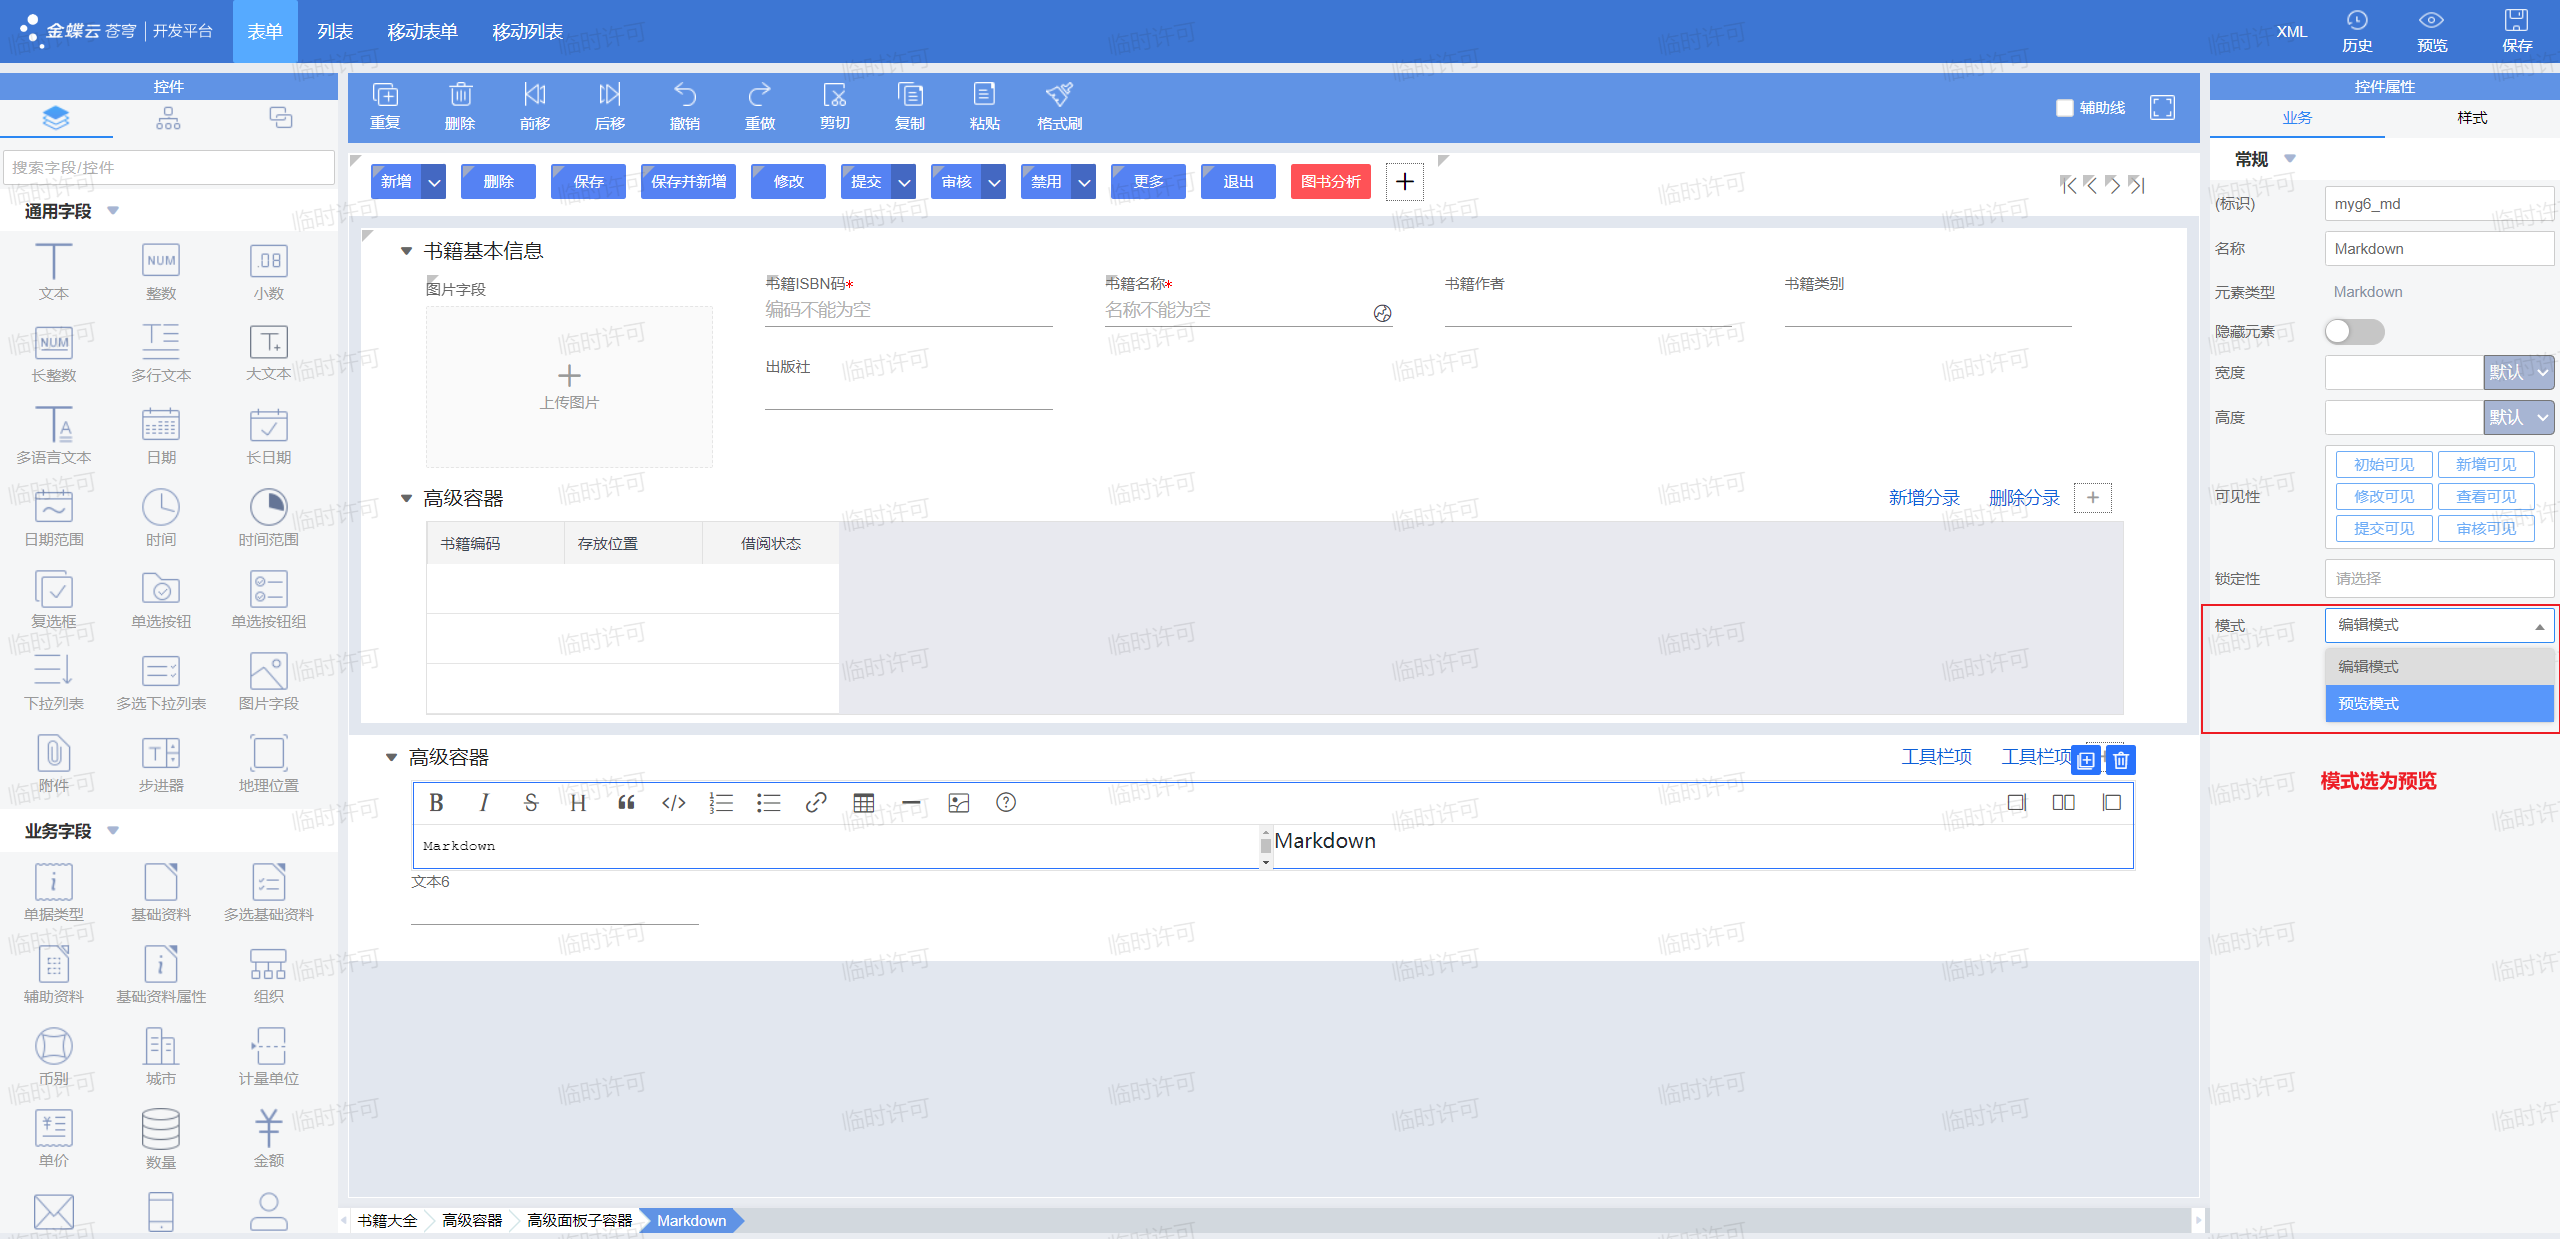 金蝶云 苍穹 | 开发平台
表单 列表 移动表单 移动列表
XML 历史 预览 保存
控件
搜索字段/控件
通用字段
文本 整数 小数
长整数 多行文本 大文本
多语言文本 日期 长日期
日期范围 时间 时间范围
复选框 单选按钮 单选按钮组
下拉列表 多选下拉列表 图片字段
附件 步进器 地理位置
业务字段
单据类型 基础资料 多选基础资料
辅助资料 基础资料属性 组织
币别 城市 计量单位
单价 数量 金额
重复 删除 前移 后移 撤销 重做 剪切 复制 粘贴 格式刷
辅助线
新增 删除 保存 保存并新增 修改 提交 审核 禁用 更多 退出 图书分析
书籍基本信息
图片字段
上传图片
书籍ISBN码* 书籍名称* 书籍作者 书籍类别
编码不能为空 名称不能为空
出版社
高级容器
新增分录 删除分录
书籍编码 存放位置 借阅状态
高级容器
工具栏项 工具栏项
Markdown
Markdown
文本6
书籍大全 高级容器 高级面板子容器 Markdown
控件属性
业务 样式
常规
(标识) myg6_md
名称 Markdown
元素类型 Markdown
隐藏元素
宽度 默认
高度 默认
可见性
初始可见 新增可见
修改可见 查看可见
提交可见 审核可见
锁定性 请选择
模式 编辑模式
编辑模式
预览模式
模式选为预览
临时许可